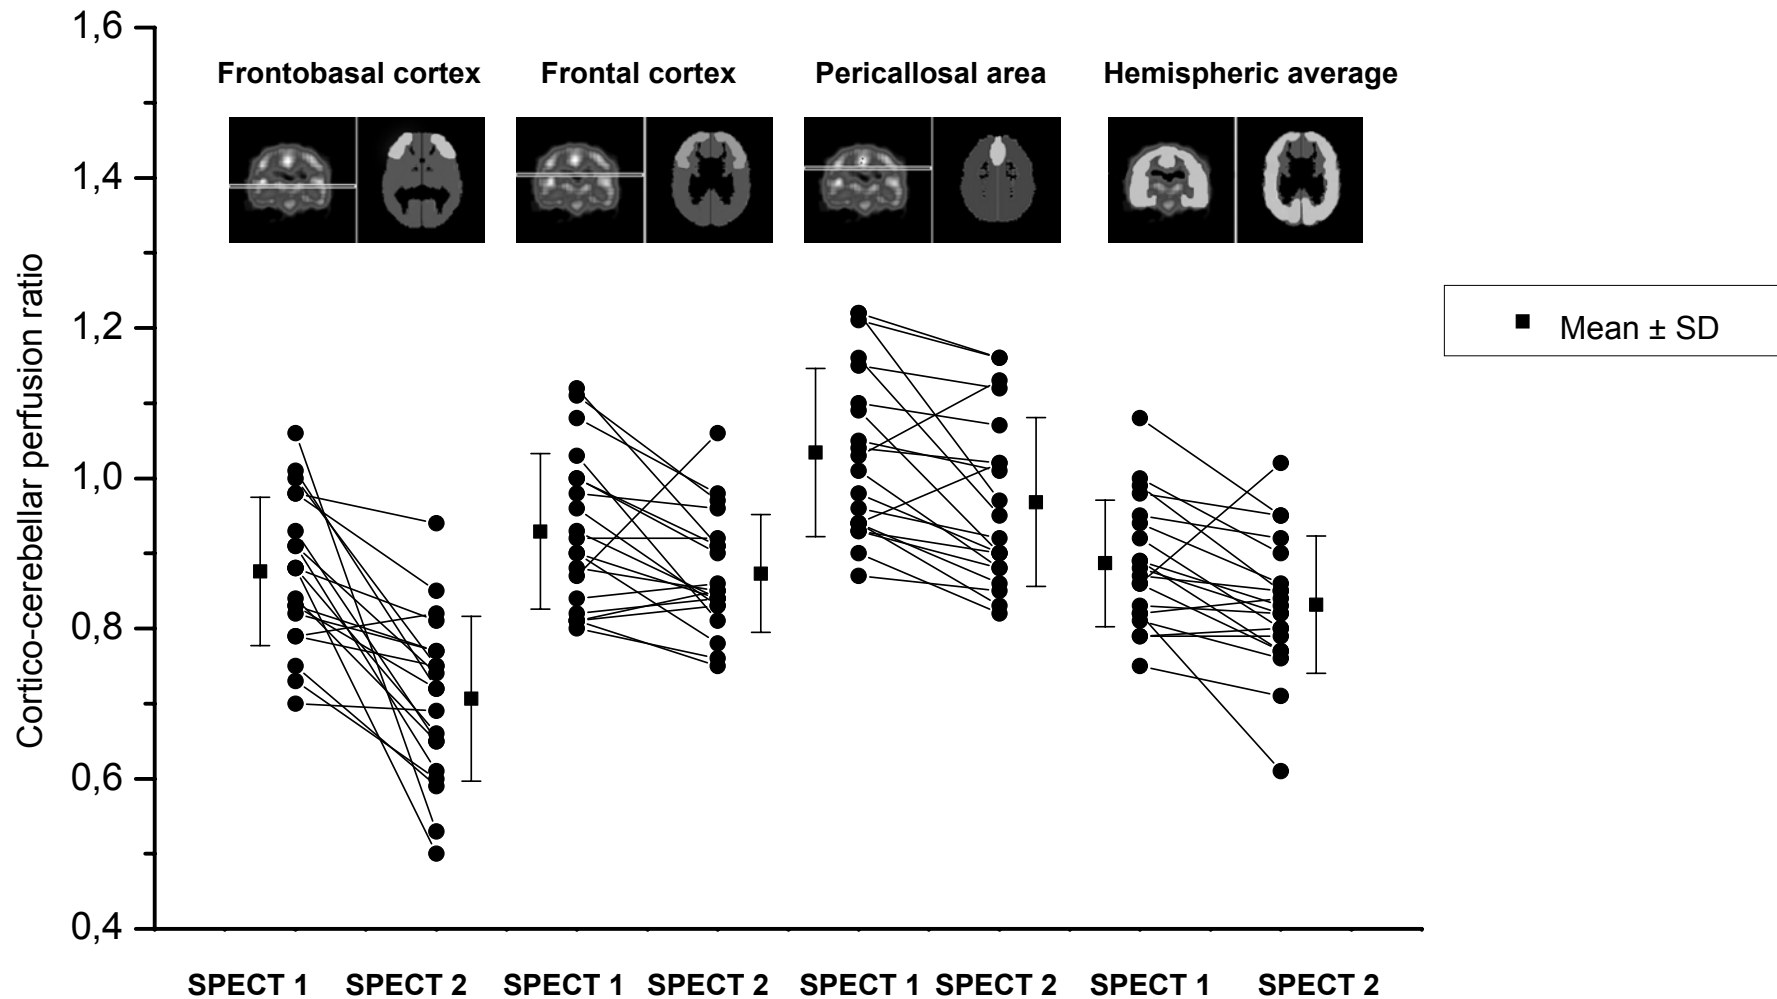 1,6
Frontobasal cortex Frontal cortex Pericallosal area Hemispheric average
1,4
1,2
Mean ± SD
1,0
0,8
0,6
0,4
Cortico-cerebellar perfusion ratio
SPECT 1 SPECT 2 SPECT 1 SPECT 2 SPECT 1 SPECT 2 SPECT 1 SPECT 2